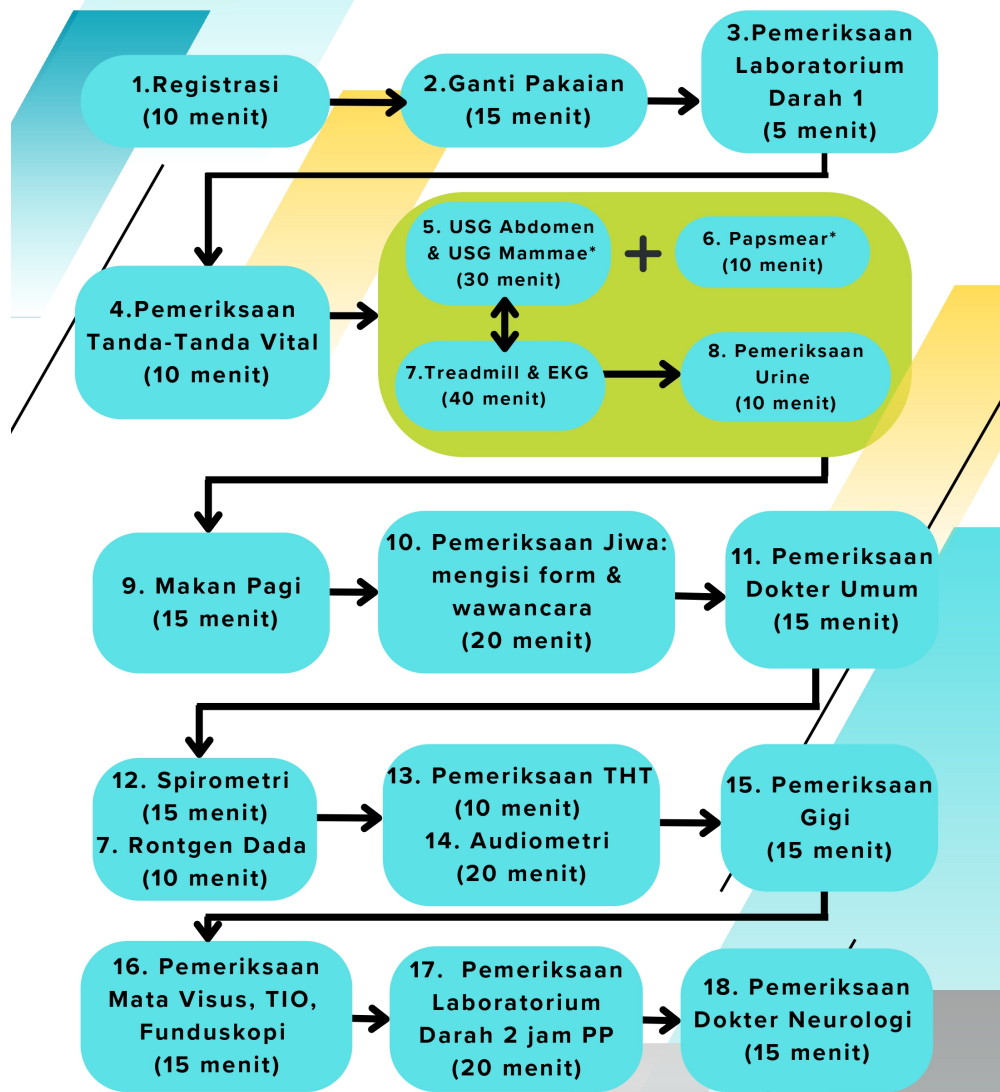 1.Registrasi
(10 menit)
2.Ganti Pakaian
(15 menit)
3.Pemeriksaan
Laboratorium
Darah 1
(5 menit)
4.Pemeriksaan
Tanda-Tanda Vital
(10 menit)
5. USG Abdomen
& USG Mammae*
(30 menit)
+
6. Papsmear*
(10 menit)
7.Treadmill & EKG
(40 menit)
8. Pemeriksaan
Urine
(10 menit)
9. Makan Pagi
(15 menit)
10. Pemeriksaan Jiwa:
mengisi form &
wawancara
(20 menit)
11. Pemeriksaan
Dokter Umum
(15 menit)
12. Spirometri
(15 menit)
7. Rontgen Dada
(10 menit)
13. Pemeriksaan THT
(10 menit)
14. Audiometri
(20 menit)
15. Pemeriksaan
Gigi
(15 menit)
16. Pemeriksaan
Mata Visus, TIO,
Funduskopi
(15 menit)
17. Pemeriksaan
Laboratorium
Darah 2 jam PP
(20 menit)
18. Pemeriksaan
Dokter Neurologi
(15 menit)